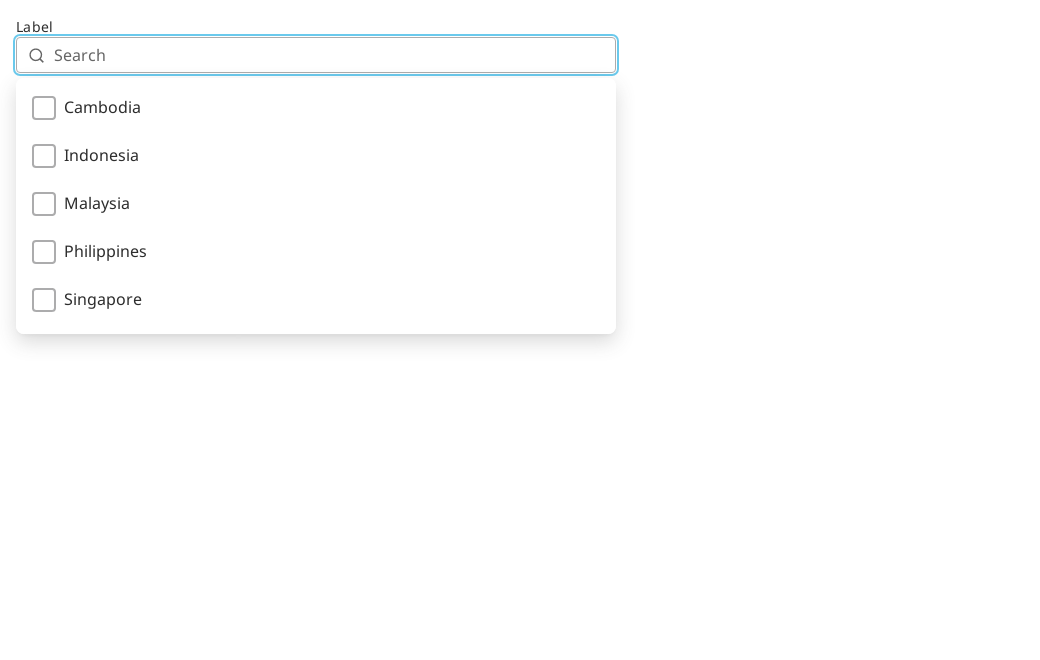 Label
Search
Cambodia
Indonesia
Malaysia
Philippines
Singapore